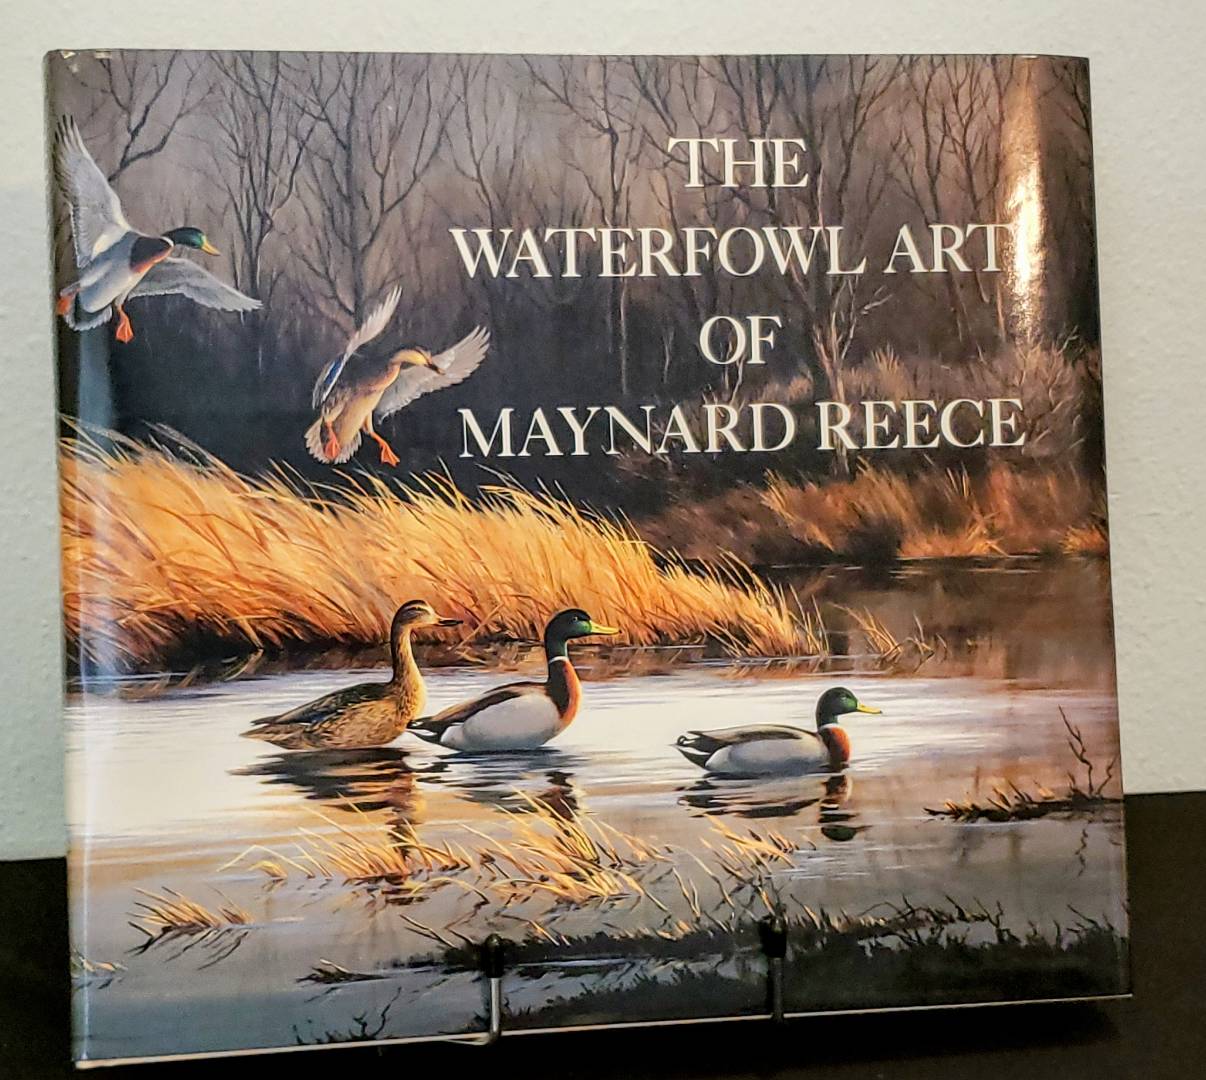 THE
WATERFOWL ART
OF
MAYNARD REECE